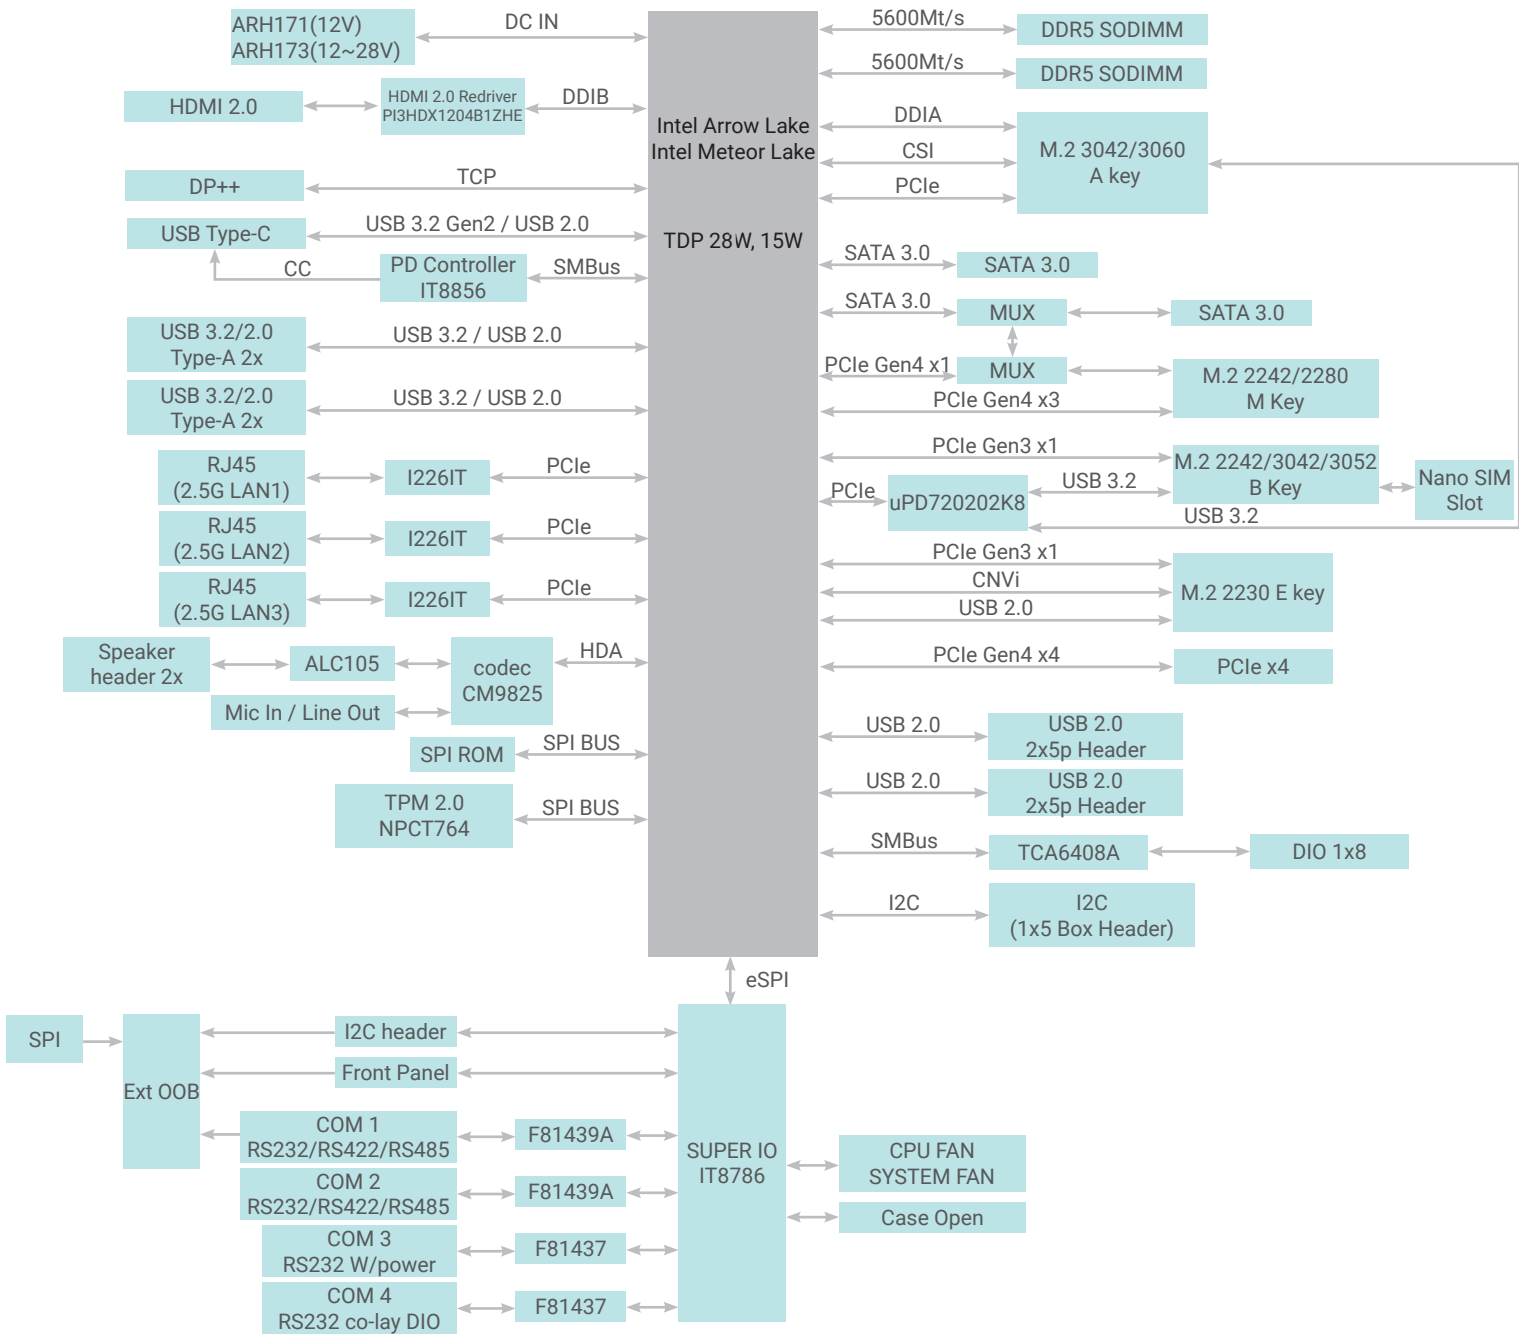 ARH171(12V)
ARH173(12~28V)
DC IN
HDMI 2.0
HDMI 2.0 Redriver
PI3HDX1204B1ZHE
DDIB
DP++
TCP
USB Type-C
USB 3.2 Gen2 / USB 2.0
CC
PD Controller
IT8856
SMBus
USB 3.2/2.0
Type-A 2x
USB 3.2 / USB 2.0
USB 3.2/2.0
Type-A 2x
USB 3.2 / USB 2.0
RJ45
(2.5G LAN1)
I226IT
PCIe
RJ45
(2.5G LAN2)
I226IT
PCIe
RJ45
(2.5G LAN3)
I226IT
PCIe
Speaker
header 2x
ALC105
codec
CM9825
HDA
Mic In / Line Out
SPI ROM
SPI BUS
TPM 2.0
NPCT764
SPI BUS
Intel Arrow Lake
Intel Meteor Lake
TDP 28W, 15W
5600Mt/s
DDR5 SODIMM
5600Mt/s
DDR5 SODIMM
DDIA
CSI
PCIe
M.2 3042/3060
A key
SATA 3.0
SATA 3.0
SATA 3.0
MUX
SATA 3.0
PCIe Gen4 x1
MUX
M.2 2242/2280
M Key
PCIe Gen4 x3
PCIe Gen3 x1
M.2 2242/3042/3052
B Key
Nano SIM
Slot
PCIe
uPD720202K8
USB 3.2
USB 3.2
PCIe Gen3 x1
CNVi
USB 2.0
M.2 2230 E key
PCIe Gen4 x4
PCIe x4
USB 2.0
USB 2.0
2x5p Header
USB 2.0
USB 2.0
2x5p Header
SMBus
TCA6408A
DIO 1x8
I2C
I2C
(1x5 Box Header)
eSPI
SPI
Ext OOB
I2C header
Front Panel
COM 1
RS232/RS422/RS485
F81439A
COM 2
RS232/RS422/RS485
F81439A
COM 3
RS232 W/power
F81437
COM 4
RS232 co-lay DIO
F81437
SUPER IO
IT8786
CPU FAN
SYSTEM FAN
Case Open